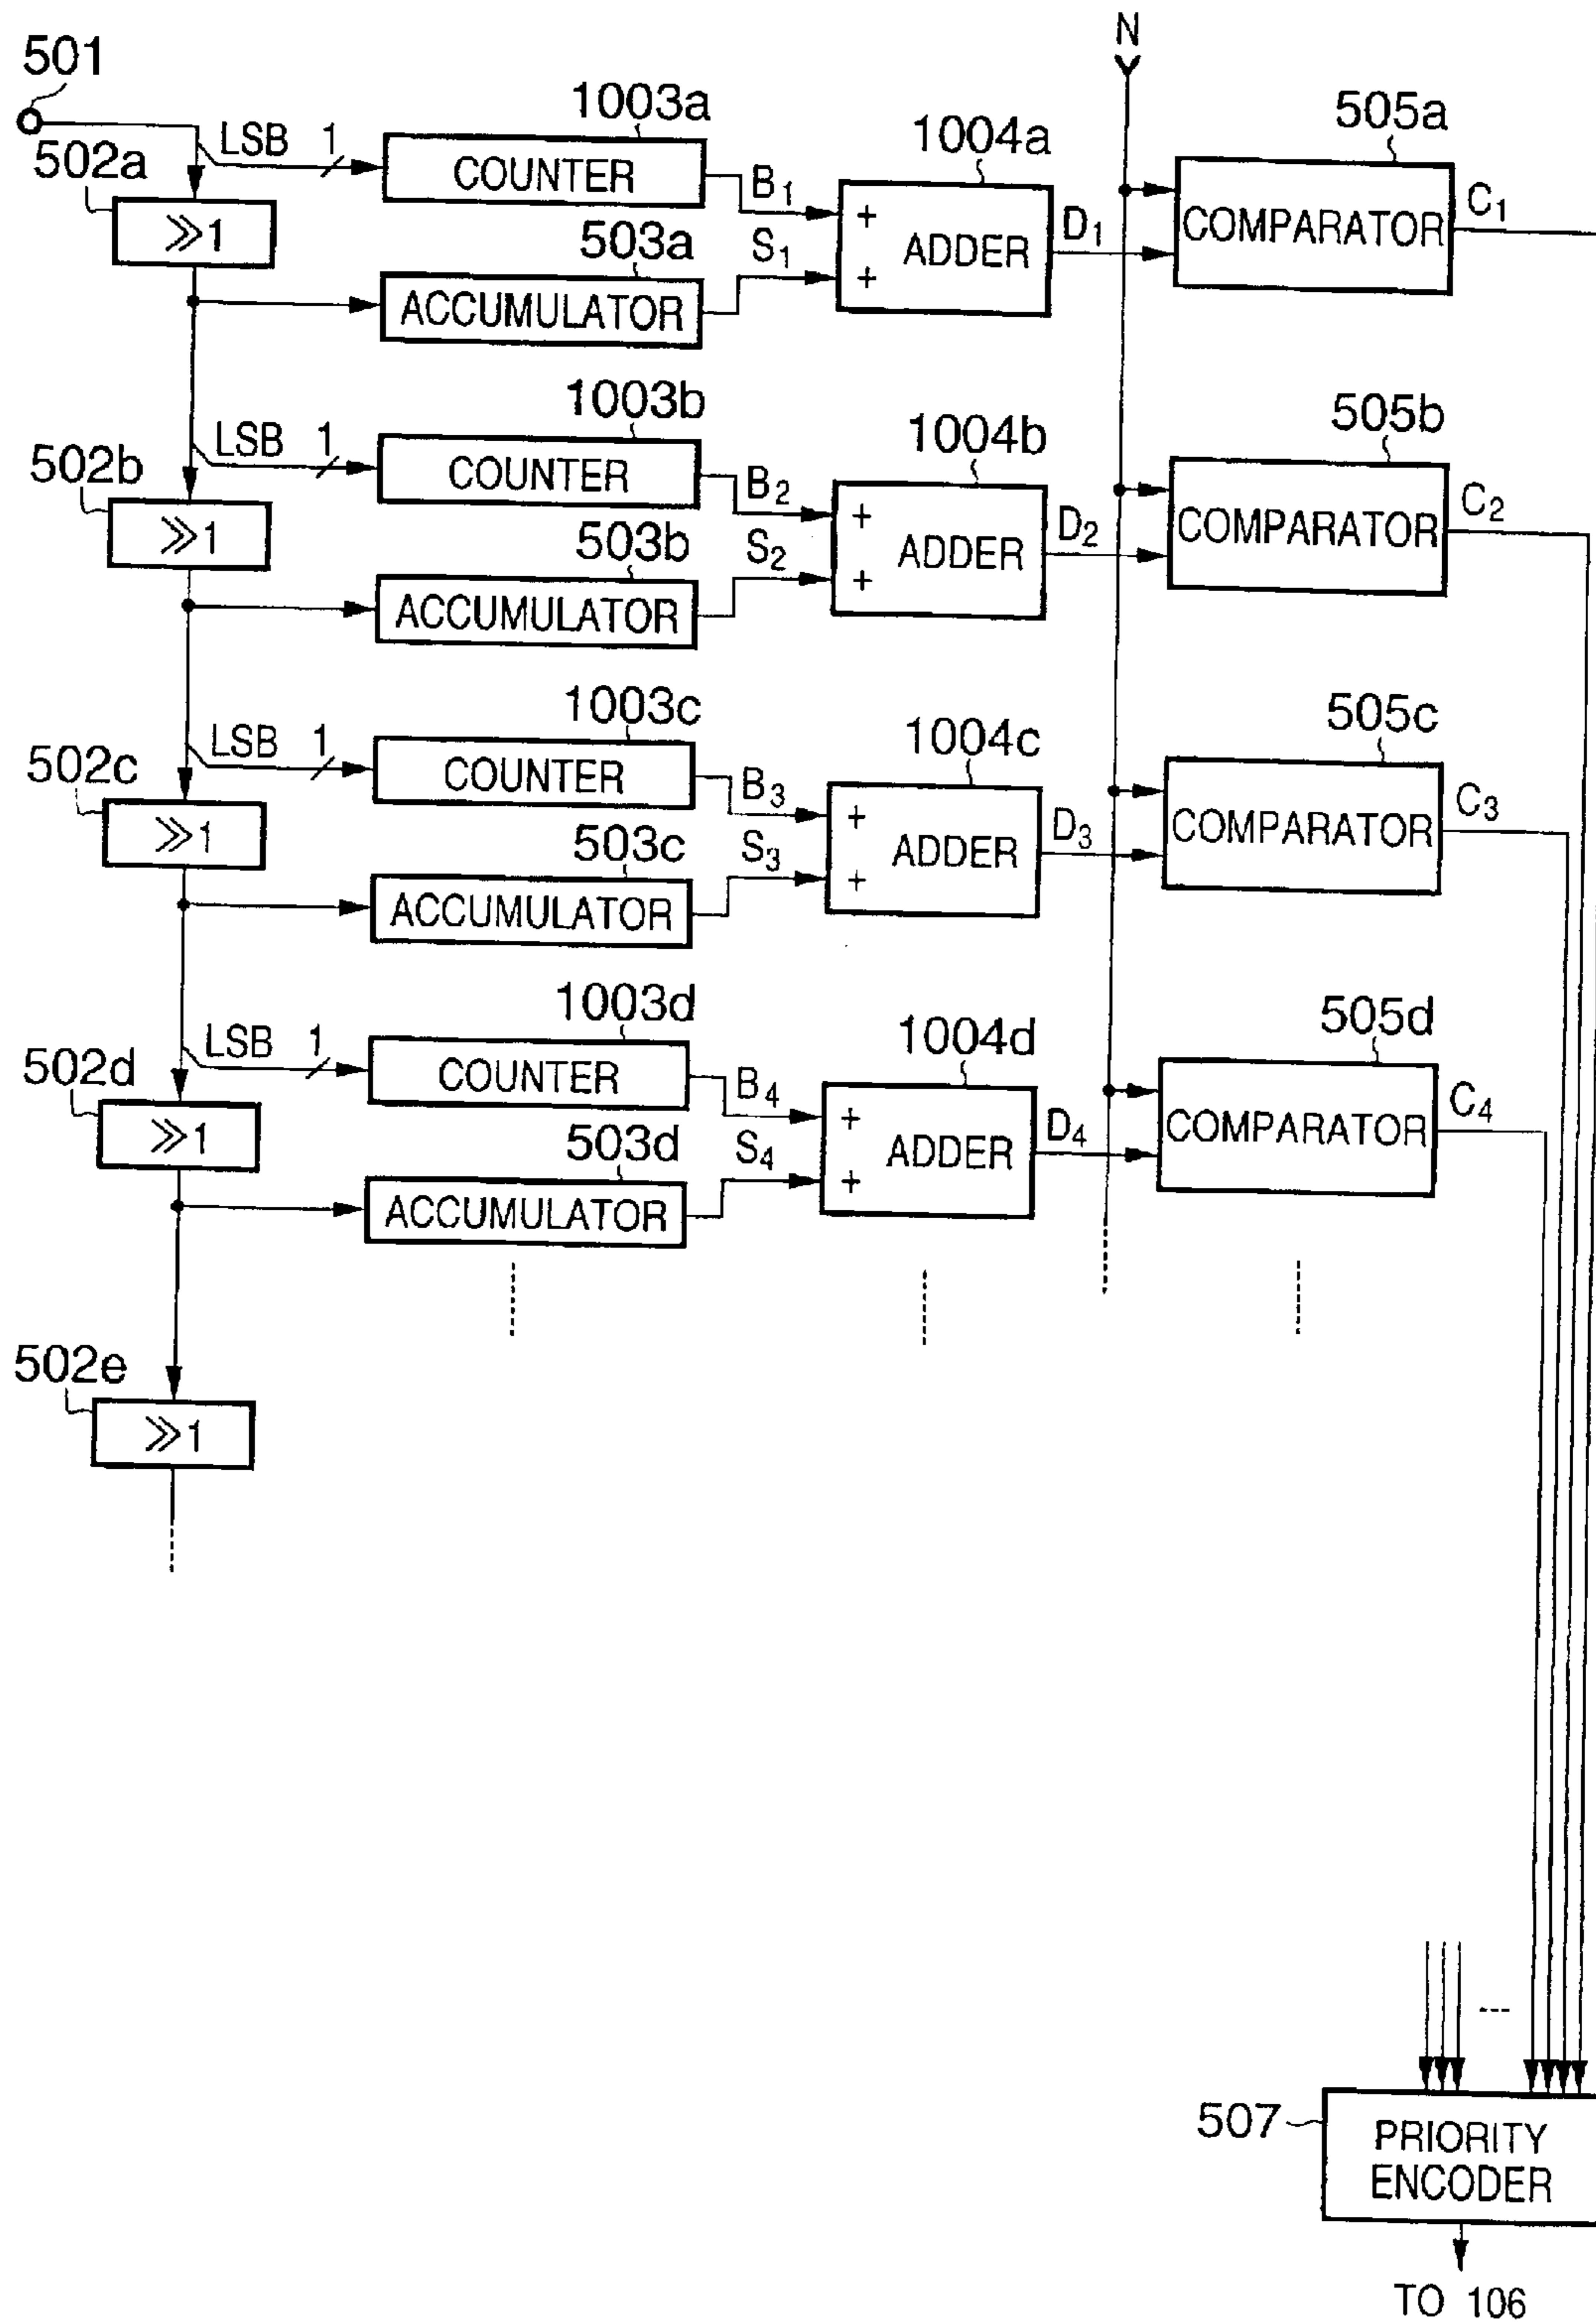 N
501
1003a
1004a
505a
LSB 1
502a
COUNTER
B1
+
ADDER
D1
COMPARATOR
C1
≫1
503a
S1
+
ACCUMULATOR
1003b
1004b
505b
LSB 1
502b
COUNTER
B2
+
ADDER
D2
COMPARATOR
C2
≫1
503b
S2
+
ACCUMULATOR
1003c
1004c
505c
LSB 1
502c
COUNTER
B3
+
ADDER
D3
COMPARATOR
C3
≫1
503c
S3
+
ACCUMULATOR
1003d
1004d
505d
LSB 1
502d
COUNTER
B4
+
ADDER
D4
COMPARATOR
C4
≫1
503d
S4
+
ACCUMULATOR
502e
≫1
507
PRIORITY
ENCODER
TO 106